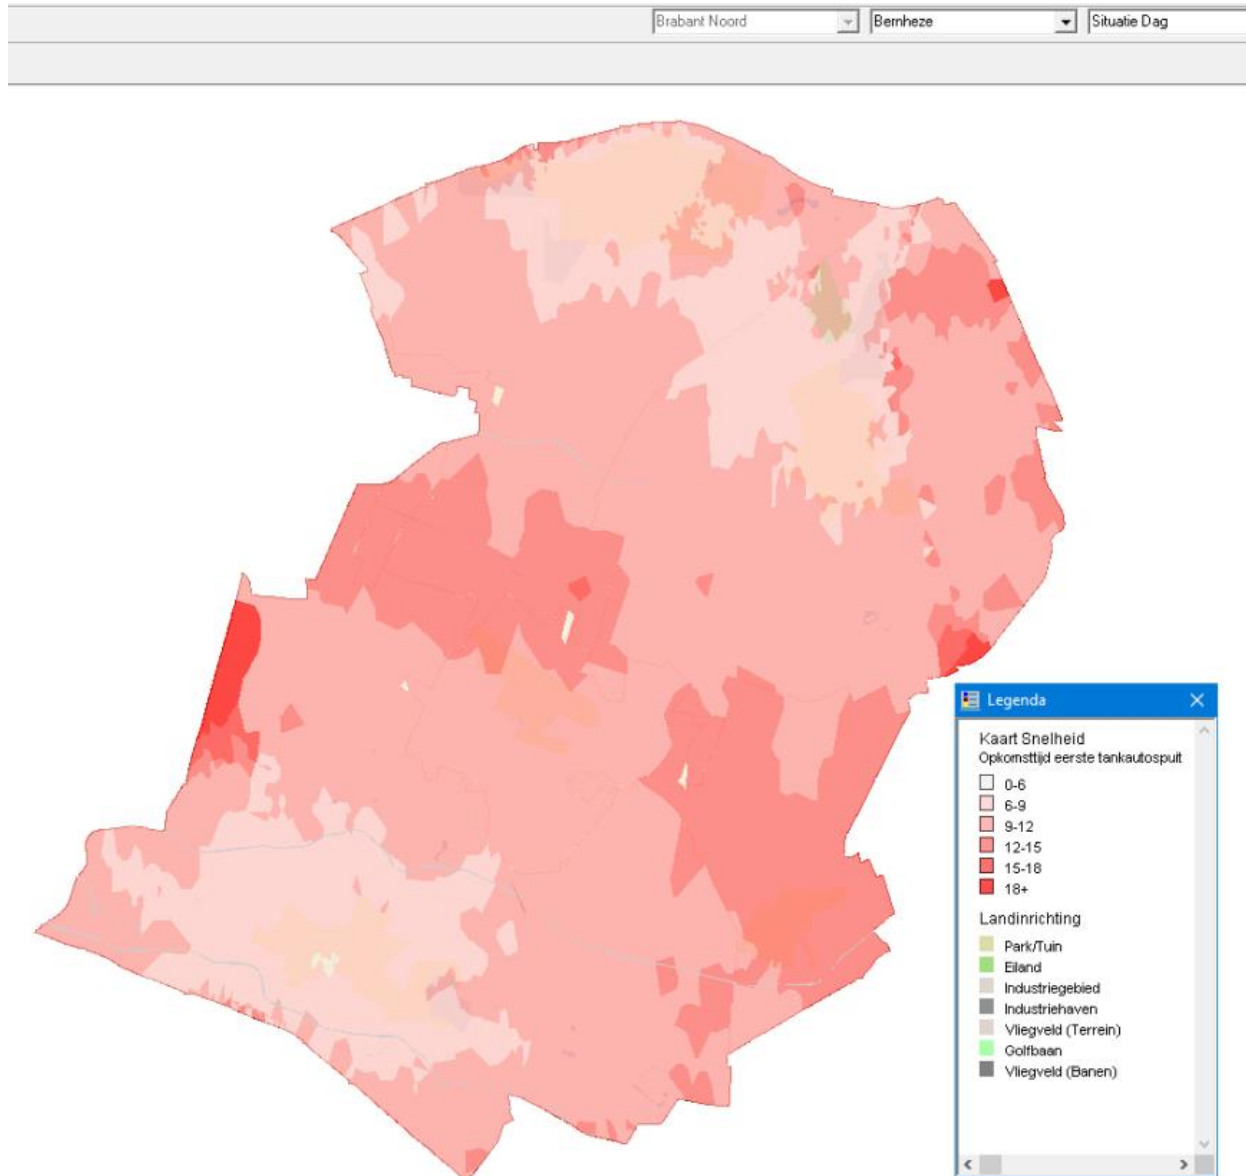 Brabant Noord
Bernheze
Situatie Dag
Legenda
Kaart Snelheid
Opkomsttijd eerste tankautospuit
0-6
6-9
9-12
12-15
15-18
18+
Landinrichting
Park/Tuin
Eiland
Industriegebied
Industriehaven
Vliegveld (Terrein)
Golfbaan
Vliegveld (Banen)